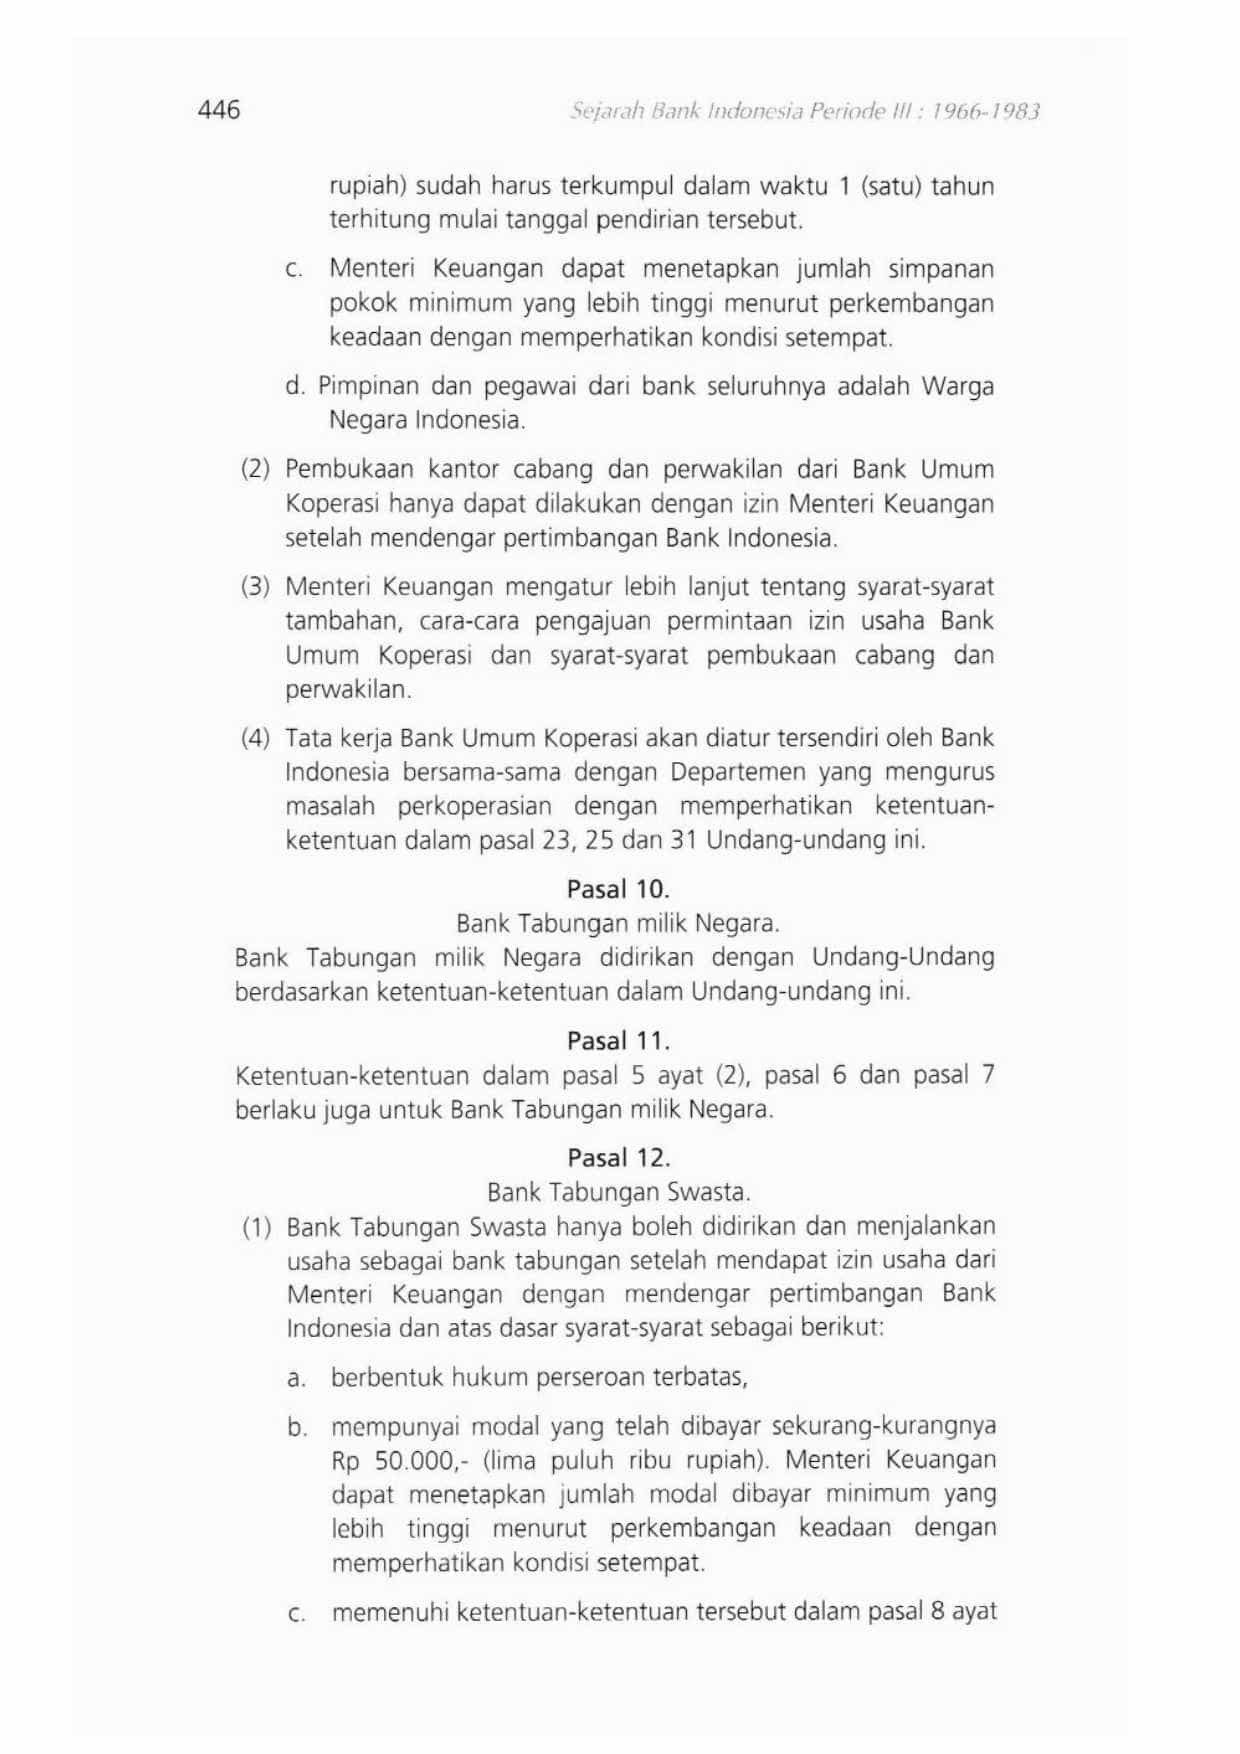 446
Sejarah Bank Indonesia Periode III : 1966-1983
rupiah) sudah harus terkumpul dalam waktu 1 (satu) tahun
terhitung mulai tanggal pendirian tersebut.
c. Menteri Keuangan dapat menetapkan jumlah simpanan
pokok minimum yang lebih tinggi menurut perkembangan
keadaan dengan memperhatikan kondisi setempat.
d. Pimpinan dan pegawai dari bank seluruhnya adalah Warga
Negara Indonesia.
(2) Pembukaan kantor cabang dan perwakilan dari Bank Umum
Koperasi hanya dapat dilakukan dengan izin Menteri Keuangan
setelah mendengar pertimbangan Bank Indonesia.
(3) Menteri Keuangan mengatur lebih lanjut tentang syarat-syarat
tambahan, cara-cara pengajuan permintaan izin usaha Bank
Umum Koperasi dan syarat-syarat pembukaan cabang dan
perwakilan.
(4) Tata kerja Bank Umum Koperasi akan diatur tersendiri oleh Bank
Indonesia bersama-sama dengan Departemen yang mengurus
masalah perkoperasian dengan memperhatikan ketentuan-
ketentuan dalam pasal 23, 25 dan 31 Undang-undang ini.
Pasal 10.
Bank Tabungan milik Negara.
Bank Tabungan milik Negara didirikan dengan Undang-Undang
berdasarkan ketentuan-ketentuan dalam Undang-undang ini.
Pasal 11.
Ketentuan-ketentuan dalam pasal 5 ayat (2), pasal 6 dan pasal 7
berlaku juga untuk Bank Tabungan milik Negara.
Pasal 12.
Bank Tabungan Swasta.
(1) Bank Tabungan Swasta hanya boleh didirikan dan menjalankan
usaha sebagai bank tabungan setelah mendapat izin usaha dari
Menteri Keuangan dengan mendengar pertimbangan Bank
Indonesia dan atas dasar syarat-syarat sebagai berikut:
a. berbentuk hukum perseroan terbatas,
b. mempunyai modal yang telah dibayar sekurang-kurangnya
Rp 50.000,- (lima puluh ribu rupiah). Menteri Keuangan
dapat menetapkan jumlah modal dibayar minimum yang
lebih tinggi menurut perkembangan keadaan dengan
memperhatikan kondisi setempat.
c. memenuhi ketentuan-ketentuan tersebut dalam pasal 8 ayat